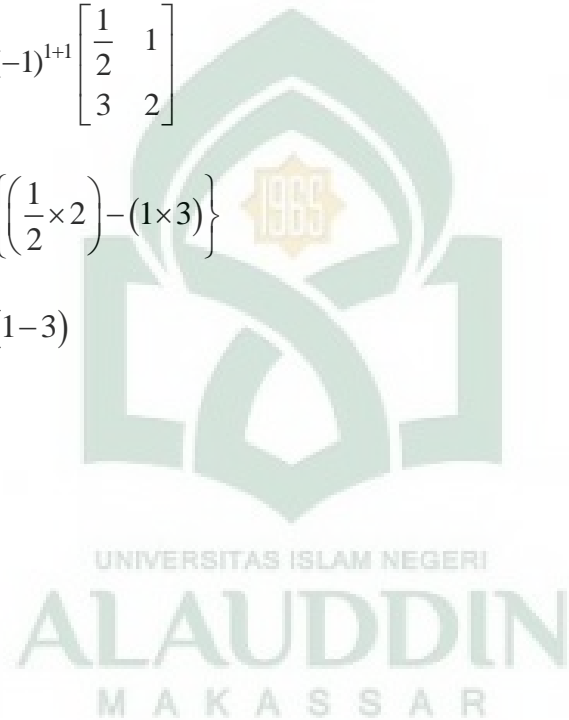 −1)^{1+1} [1/2 1
3 2]
{(1/2 × 2) − (1×3)}
1−3)
1965
UNIVERSITAS ISLAM NEGERI
ALAUDDIN
MAKASSAR